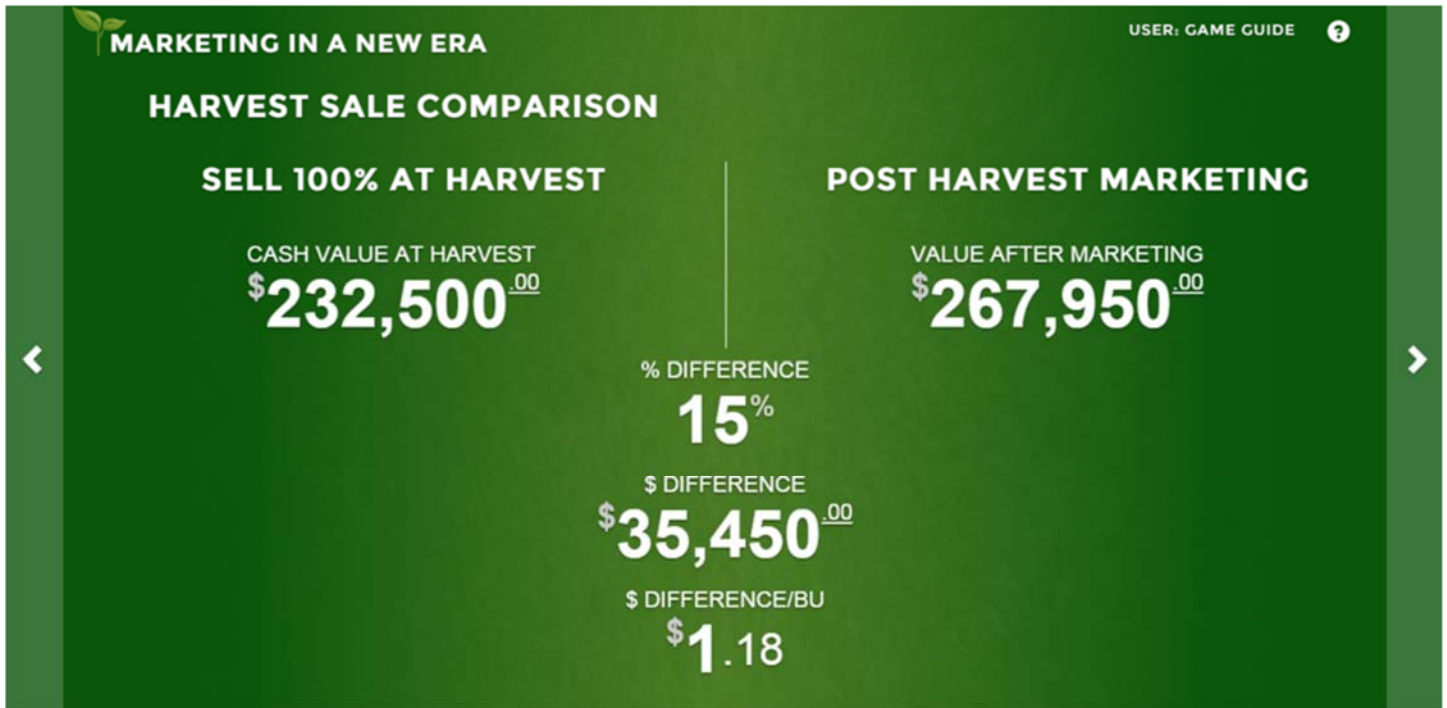 MARKETING IN A NEW ERA
USER: GAME GUIDE ?
HARVEST SALE COMPARISON
SELL 100% AT HARVEST
CASH VALUE AT HARVEST
$232,500.00
POST HARVEST MARKETING
VALUE AFTER MARKETING
$267,950.00
% DIFFERENCE
15%
$ DIFFERENCE
$35,450.00
$ DIFFERENCE/BU
$1.18